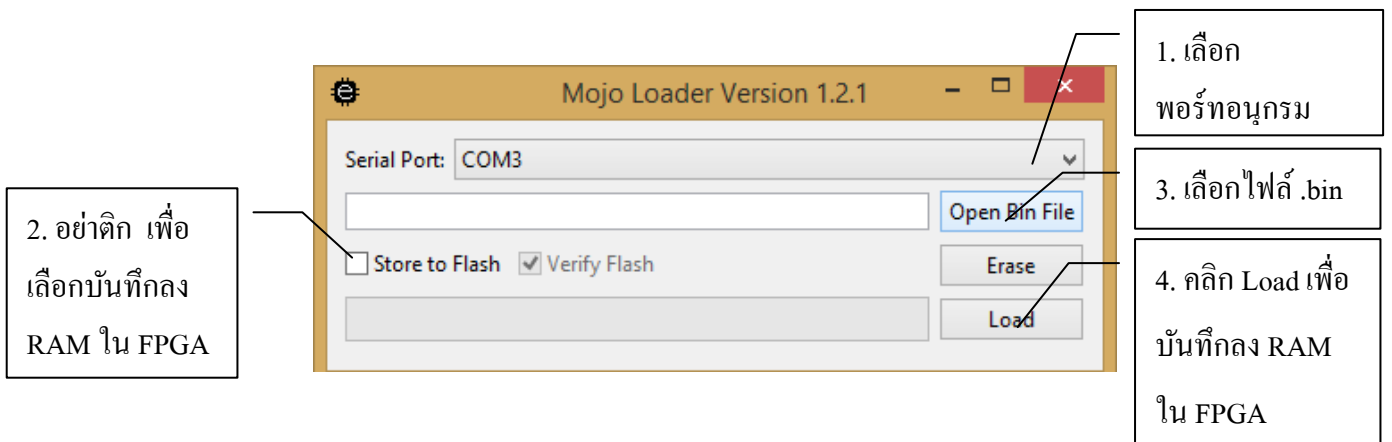 1. เลือก
พอร์ทอนุกรม
Mojo Loader Version 1.2.1
Serial Port: COM3
Open Bin File
3. เลือกไฟล์ .bin
2. อย่าติก เพื่อ
เลือกบันทึกลง
RAM ใน FPGA
Store to Flash Verify Flash
Erase
Load
4. คลิก Load เพื่อ
บันทึกลง RAM
ใน FPGA